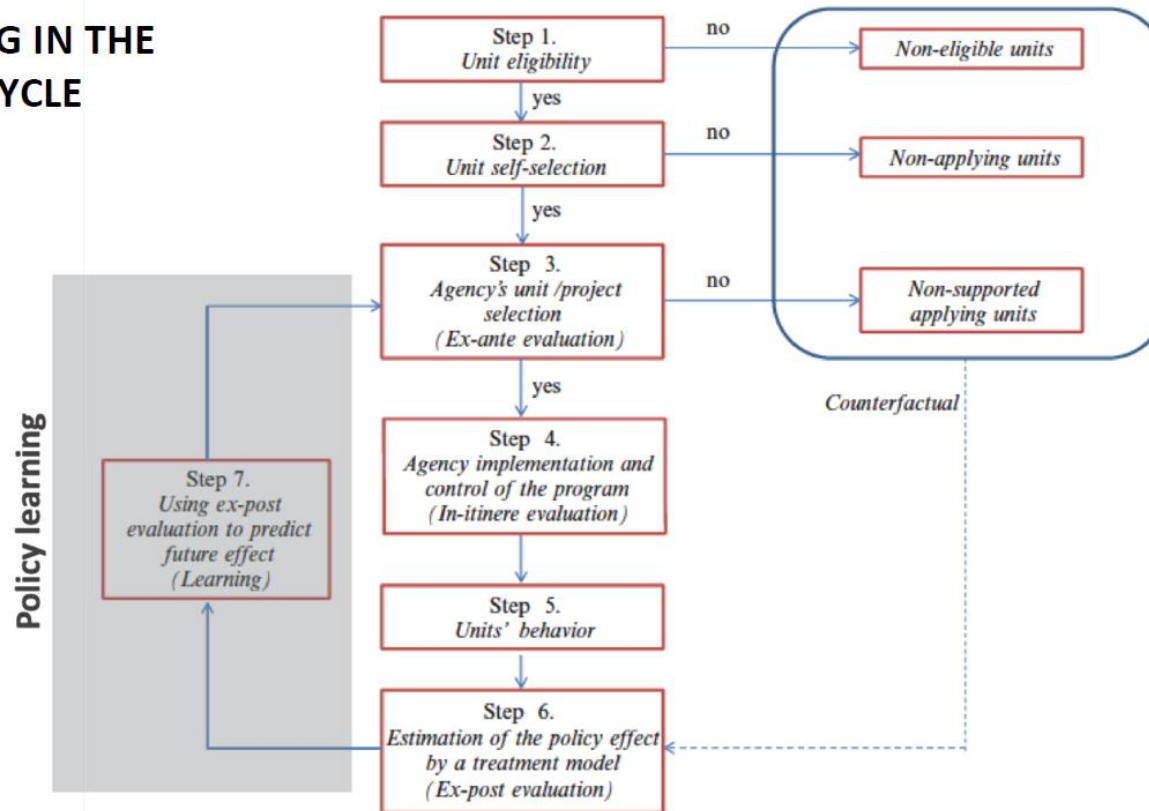 G IN THE
YCLE
Step 1.
Unit eligibility
no
Non-eligible units
yes
Step 2.
Unit self-selection
no
Non-applying units
yes
Step 3.
Agency's unit /project
selection
(Ex-ante evaluation)
no
Non-supported
applying units
yes
Counterfactual
Step 4.
Agency implementation and
control of the program
(In-itinere evaluation)
Step 5.
Units' behavior
Step 6.
Estimation of the policy effect
by a treatment model
(Ex-post evaluation)
Policy learning
Step 7.
Using ex-post
evaluation to predict
future effect
(Learning)